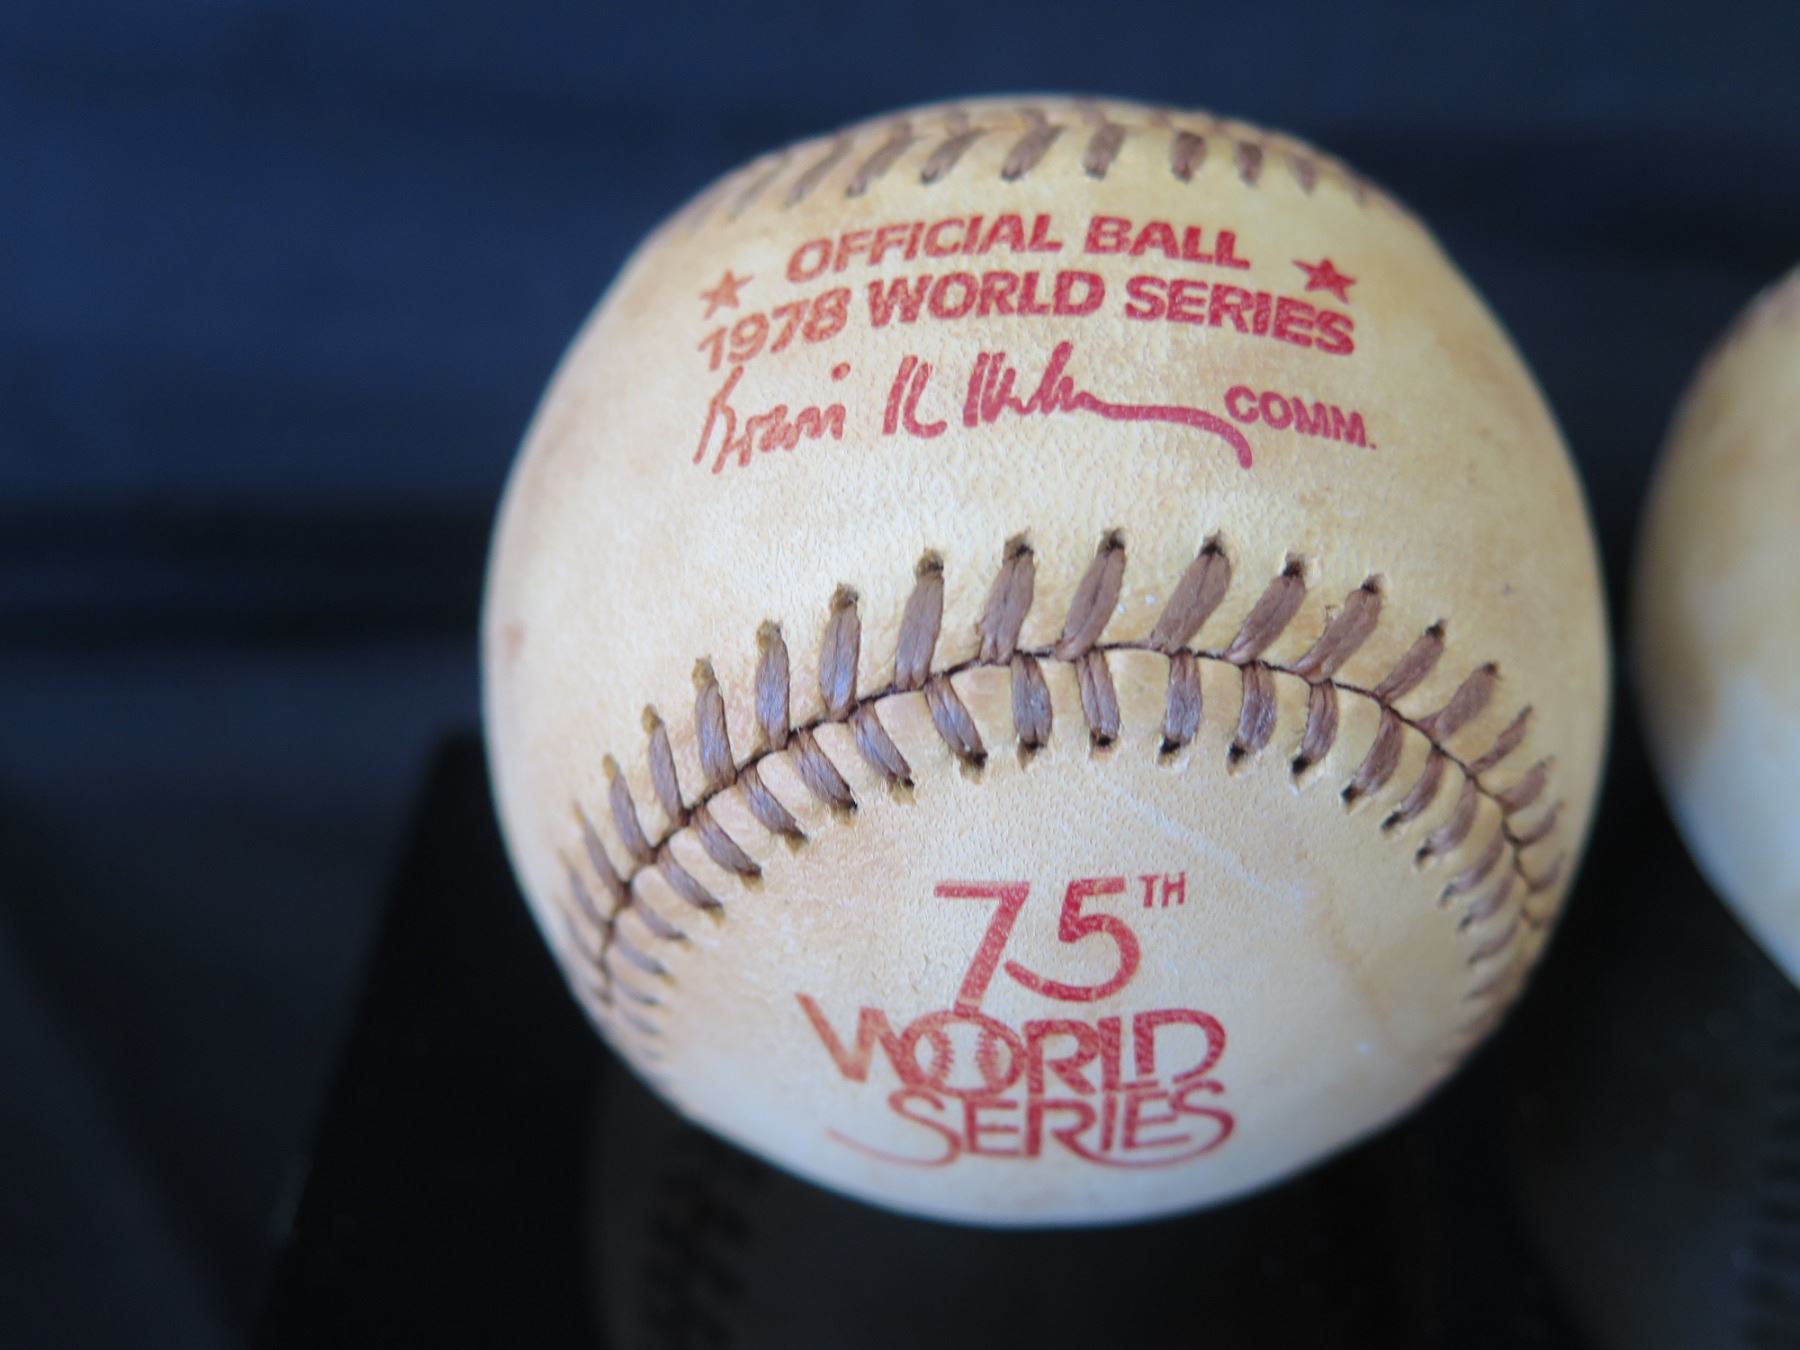 OFFICIAL BALL
1978 WORLD SERIES
COMM.
75TH
WORLD
SERIES